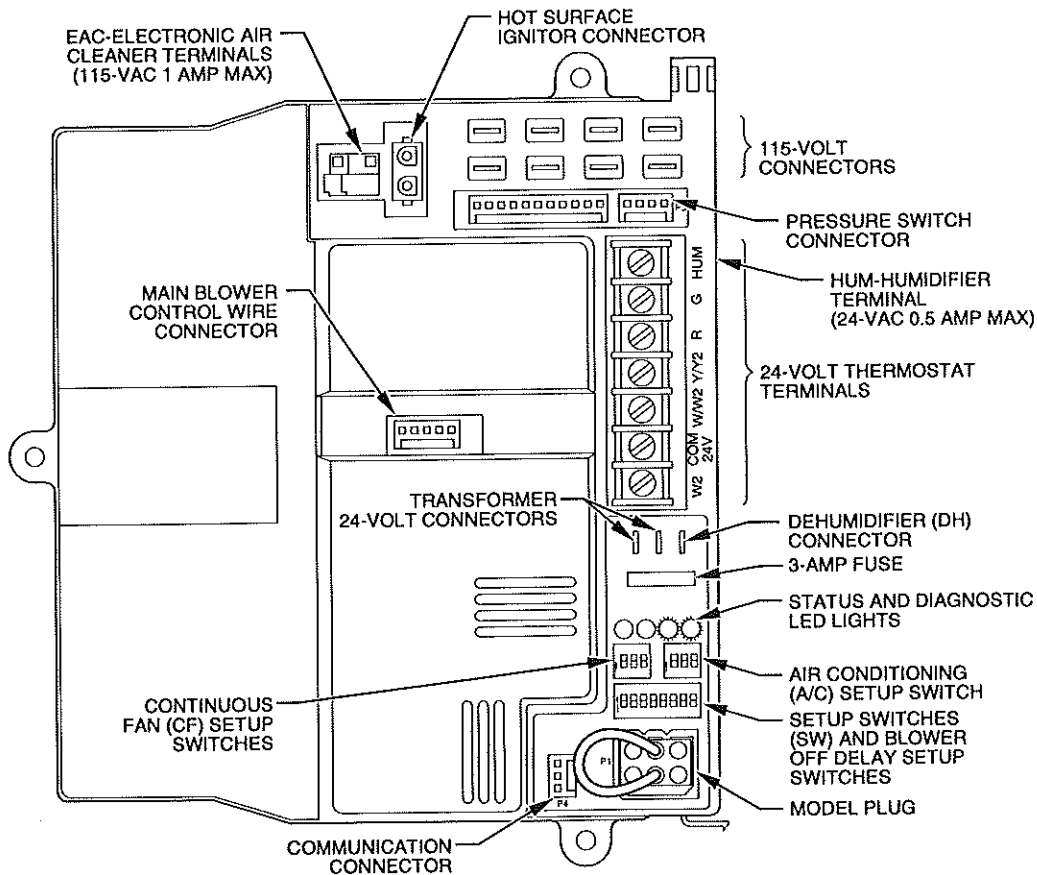 HOT SURFACE
IGNITOR CONNECTOR
EAC-ELECTRONIC AIR
CLEANER TERMINALS
(115-VAC 1 AMP MAX)
115-VOLT
CONNECTORS
PRESSURE SWITCH
CONNECTOR
HUM-HUMIDIFIER
TERMINAL
(24-VAC 0.5 AMP MAX)
MAIN BLOWER
CONTROL WIRE
CONNECTOR
HUM
G
R
Y/Y2
W/W2
COM
24V
W2
24-VOLT THERMOSTAT
TERMINALS
TRANSFORMER
24-VOLT CONNECTORS
DEHUMIDIFIER (DH)
CONNECTOR
3-AMP FUSE
STATUS AND DIAGNOSTIC
LED LIGHTS
AIR CONDITIONING
(A/C) SETUP SWITCH
CONTINUOUS
FAN (CF) SETUP
SWITCHES
SETUP SWITCHES
(SW) AND BLOWER
OFF DELAY SETUP
SWITCHES
P1
P4
MODEL PLUG
COMMUNICATION
CONNECTOR